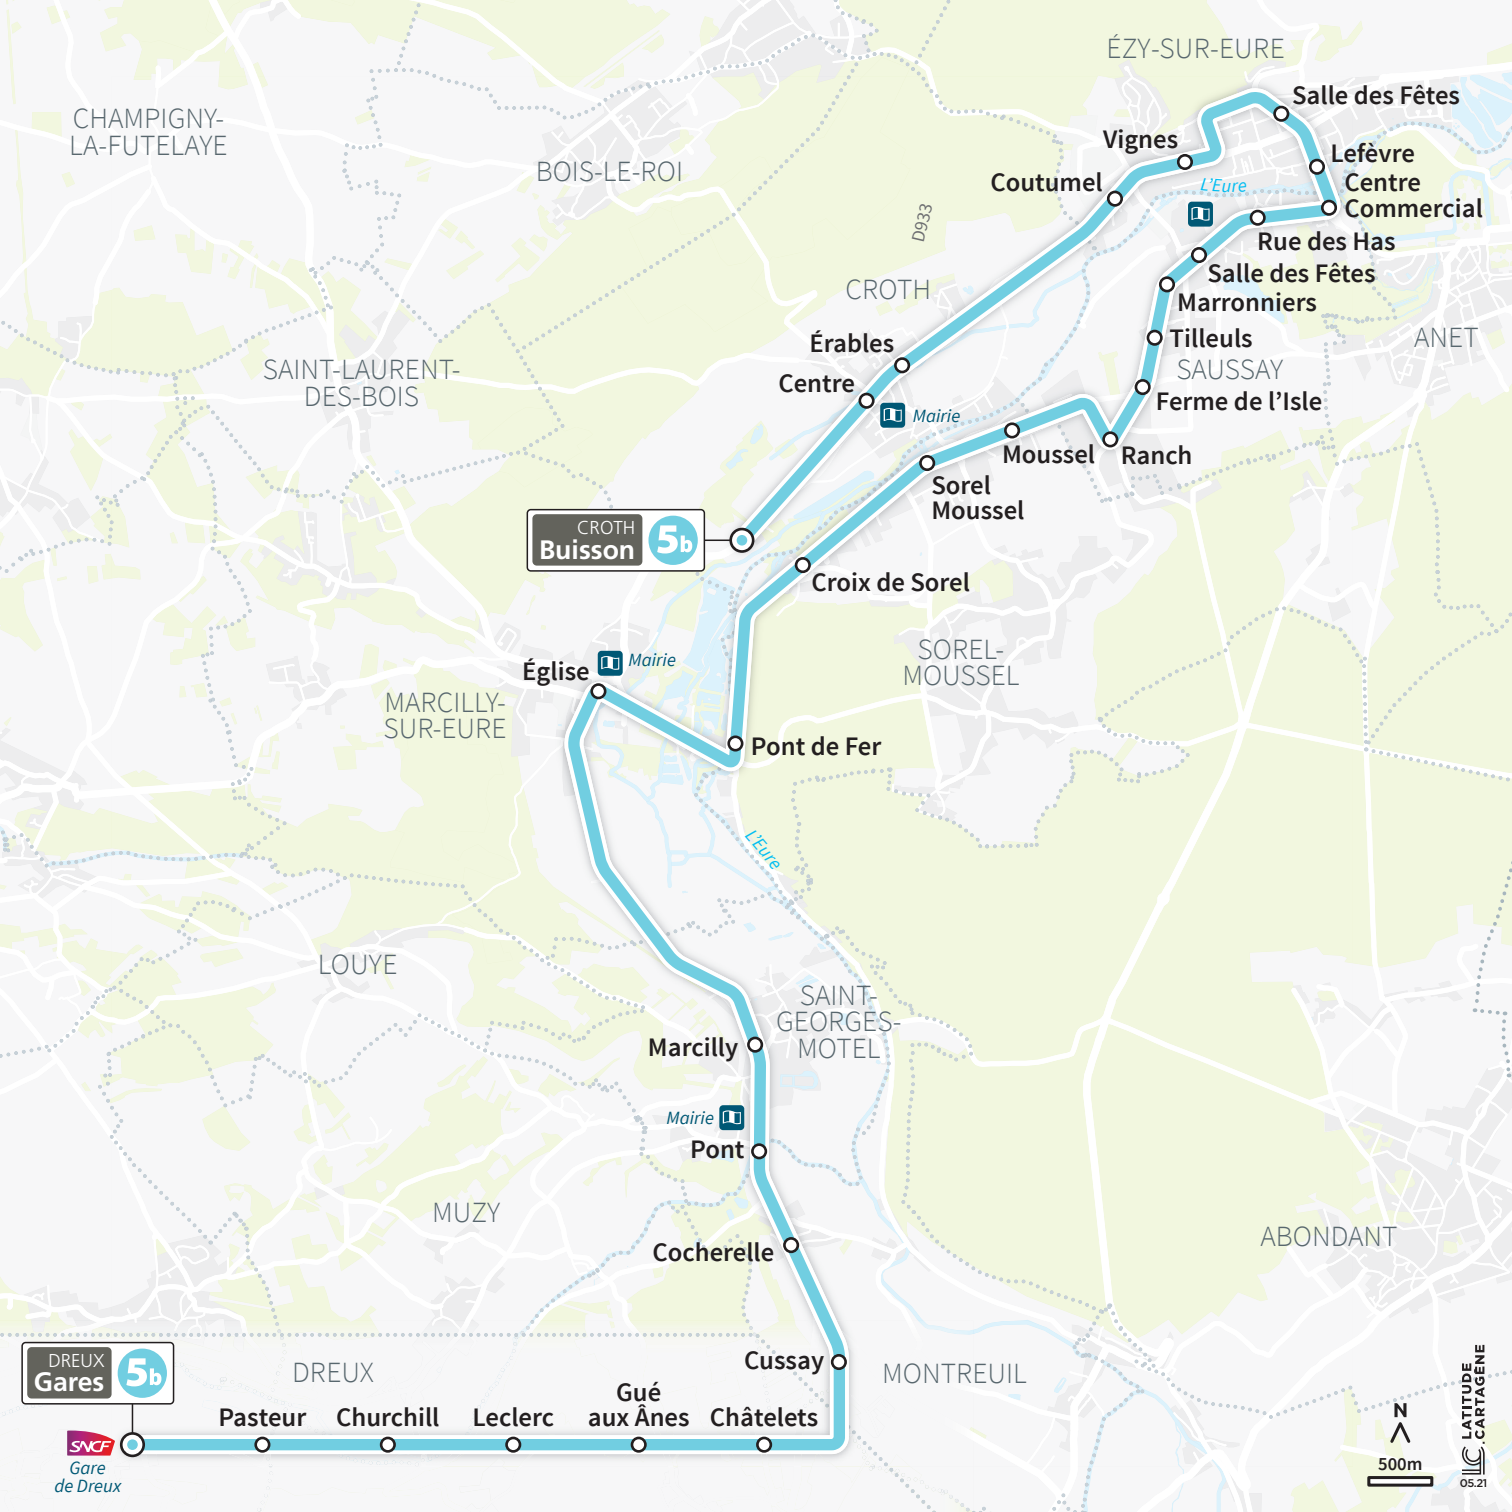 ÉZY-SUR-EURE
Salle des Fêtes
CHAMPIGNY-
LA-FUTELAYE
Vignes
Lefèvre
BOIS-LE-ROI
Coutumel
L'Eure
Centre
Commercial
D933
Rue des Has
Salle des Fêtes
CROTH
Marronniers
Érables
Tilleuls
ANET
SAINT-LAURENT-
DES-BOIS
Centre
SAUSSAY
Mairie
Ferme de l'Isle
Moussel
Ranch
Sorel
Moussel
CROTH
Buisson
5b
Croix de Sorel
Église
Mairie
SOREL-
MOUSSEL
MARCILLY-
SUR-EURE
Pont de Fer
L'Eure
LOUYE
SAINT-
GEORGES-
MOTEL
Marcilly
Mairie
Pont
MUZY
Cocherelle
ABONDANT
DREUX
Gares
5b
DREUX
Cussay
MONTREUIL
Pasteur
Churchill
Leclerc
Gué
aux Ânes
Châtelets
SNCF
Gare
de Dreux
N
500m
LATITUDE
CARTAGÈNE
LC
05.21